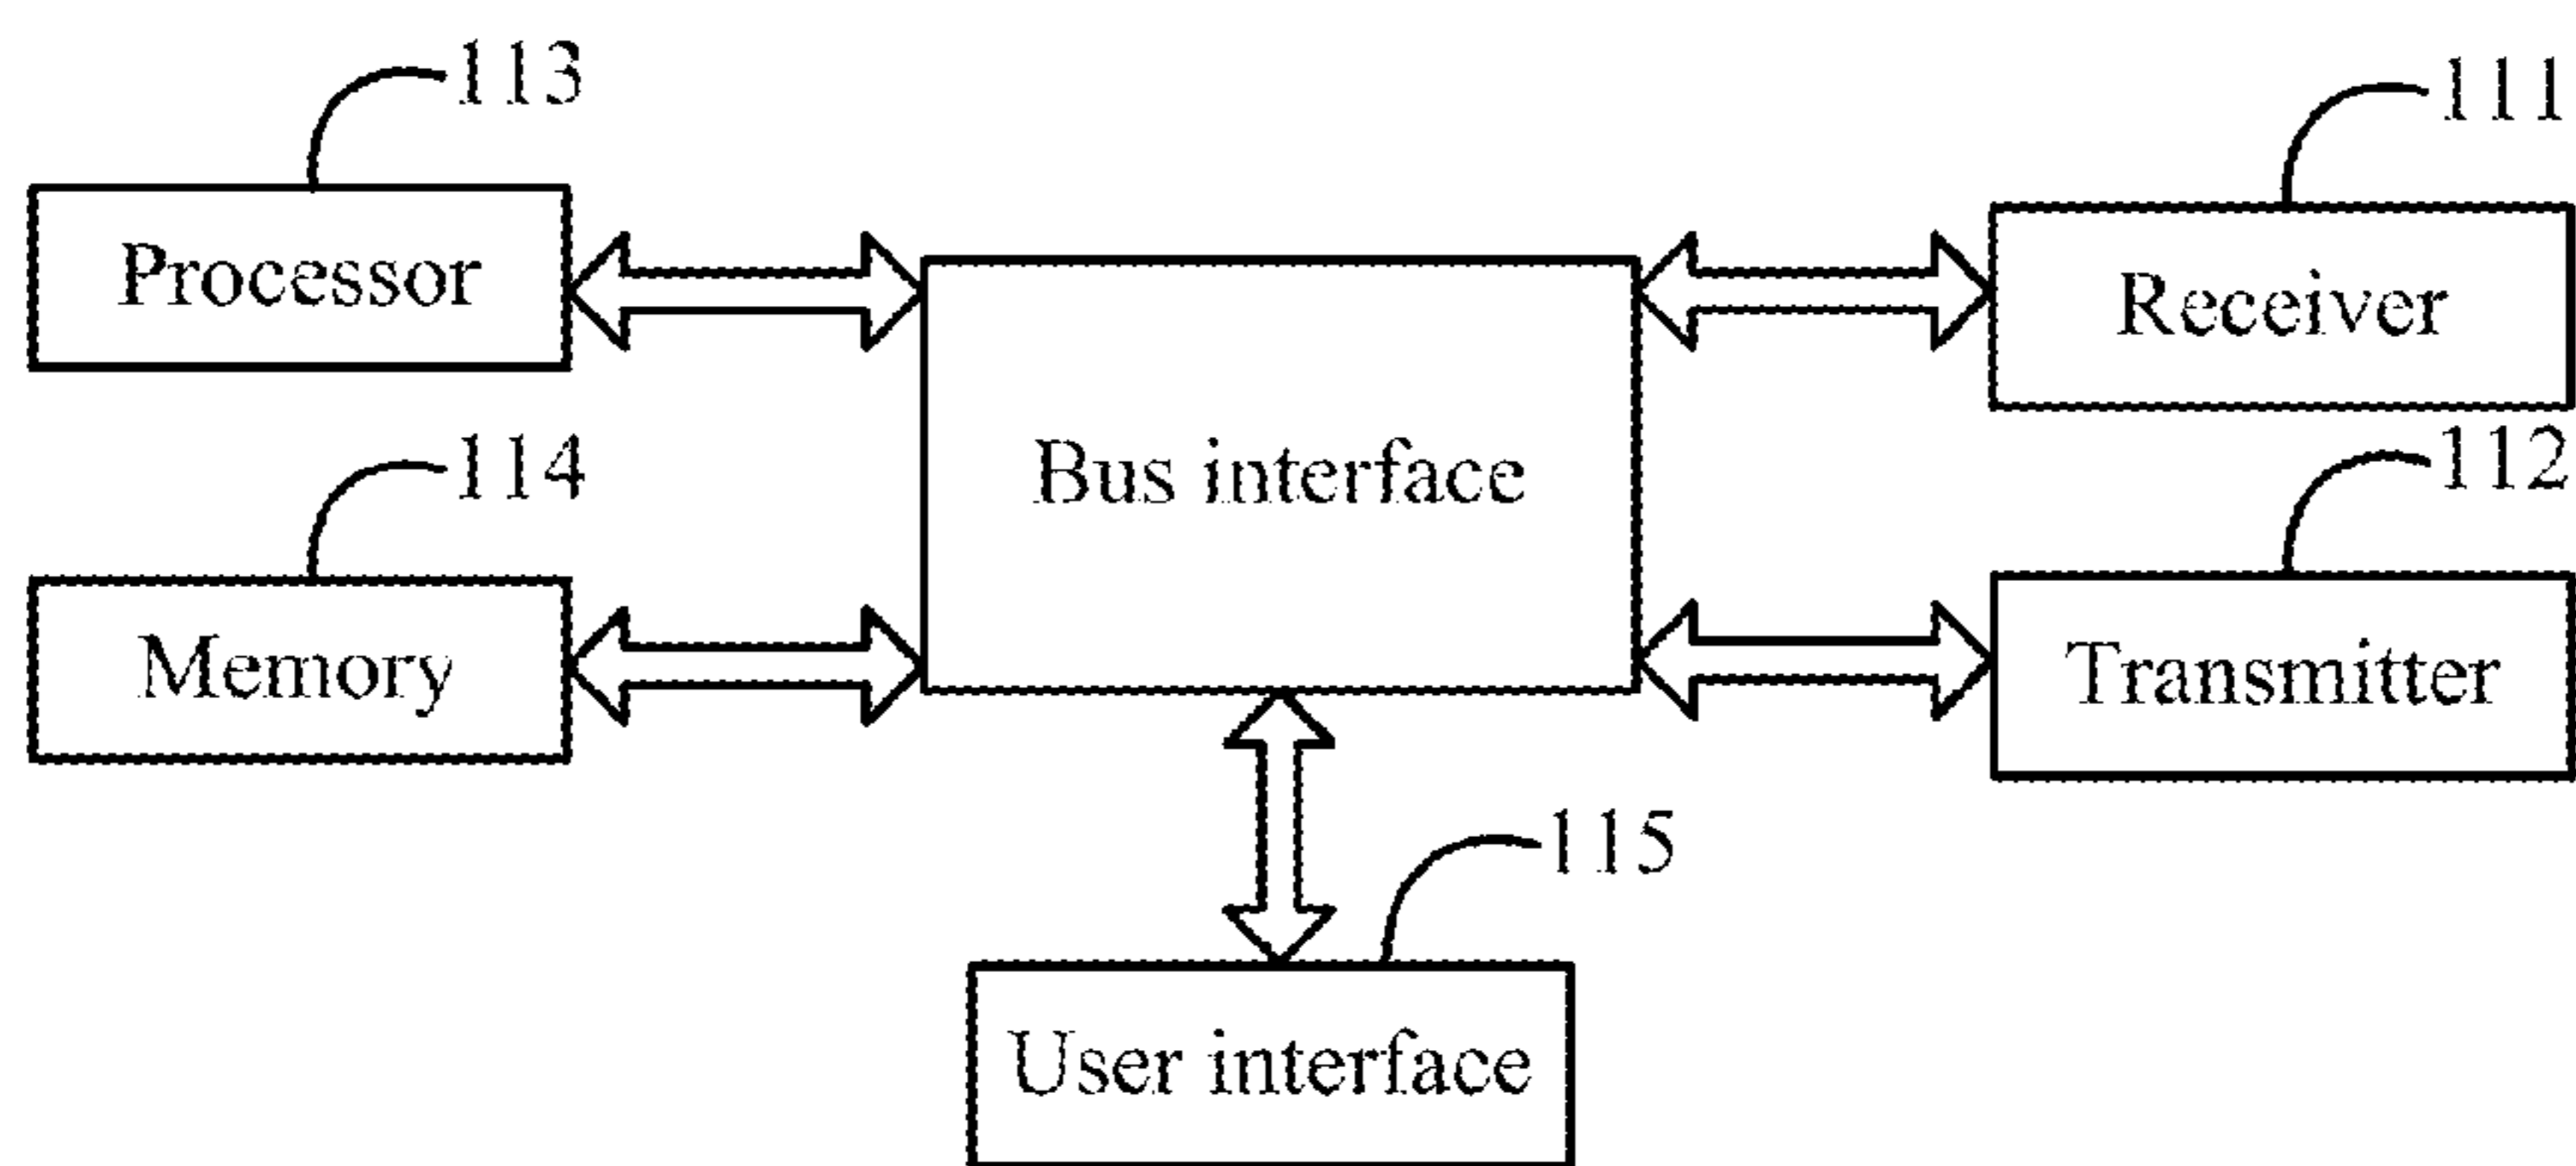 113
111
Processor
Receiver
Bus interface
114
112
Memory
Transmitter
115
User interface